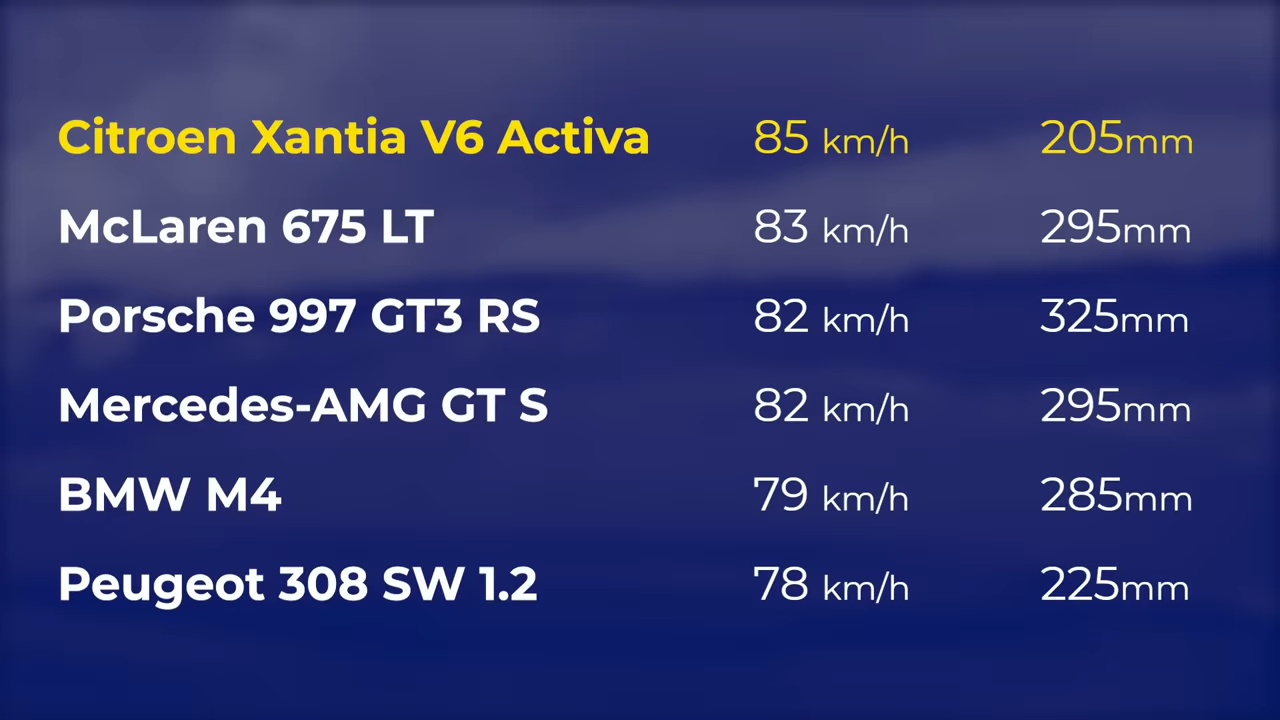 Citroen Xantia V6 Activa 85 km/h 205mm
McLaren 675 LT 83 km/h 295mm
Porsche 997 GT3 RS 82 km/h 325mm
Mercedes-AMG GT S 82 km/h 295mm
BMW M4 79 km/h 285mm
Peugeot 308 SW 1.2 78 km/h 225mm